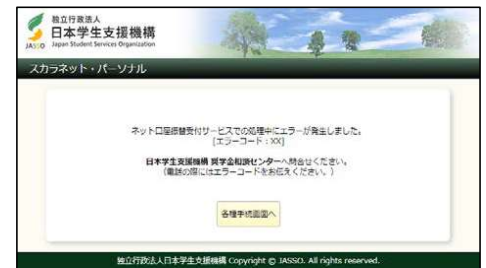 独立行政法人
日本学生支援機構
JASSO Japan Student Services Organization
スカラネット・パーソナル
ネット口座振替受付サービスでの処理中にエラーが発生しました。
[エラーコード：XX]
日本学生支援機構 奨学金相談センターへ問合せください。
（電話の際にはエラーコードをお伝えください。）
各種手続画面へ
独立行政法人日本学生支援機構 Copyright © JASSO. All rights reserved.